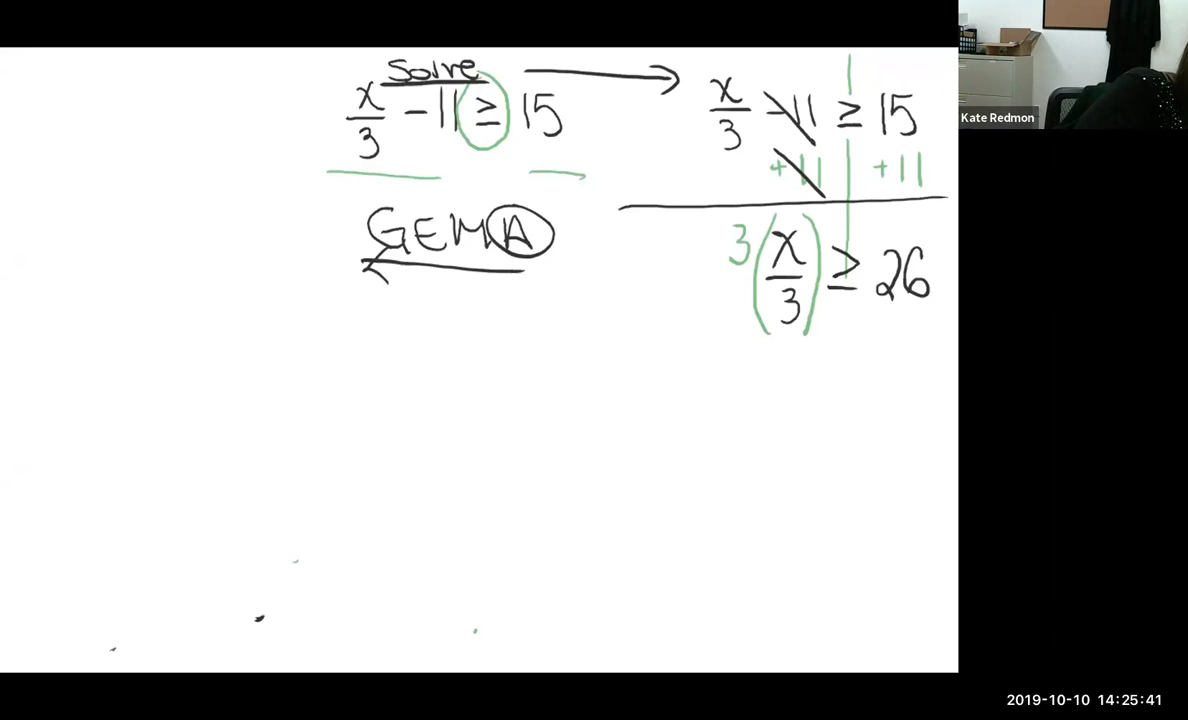 Solve
x/3 - 11 ≥ 15
GEMA
x/3 - 11 ≥ 15
+11 +11
3(x/3) ≥ 26
Kate Redmon
2019-10-10 14:25:41